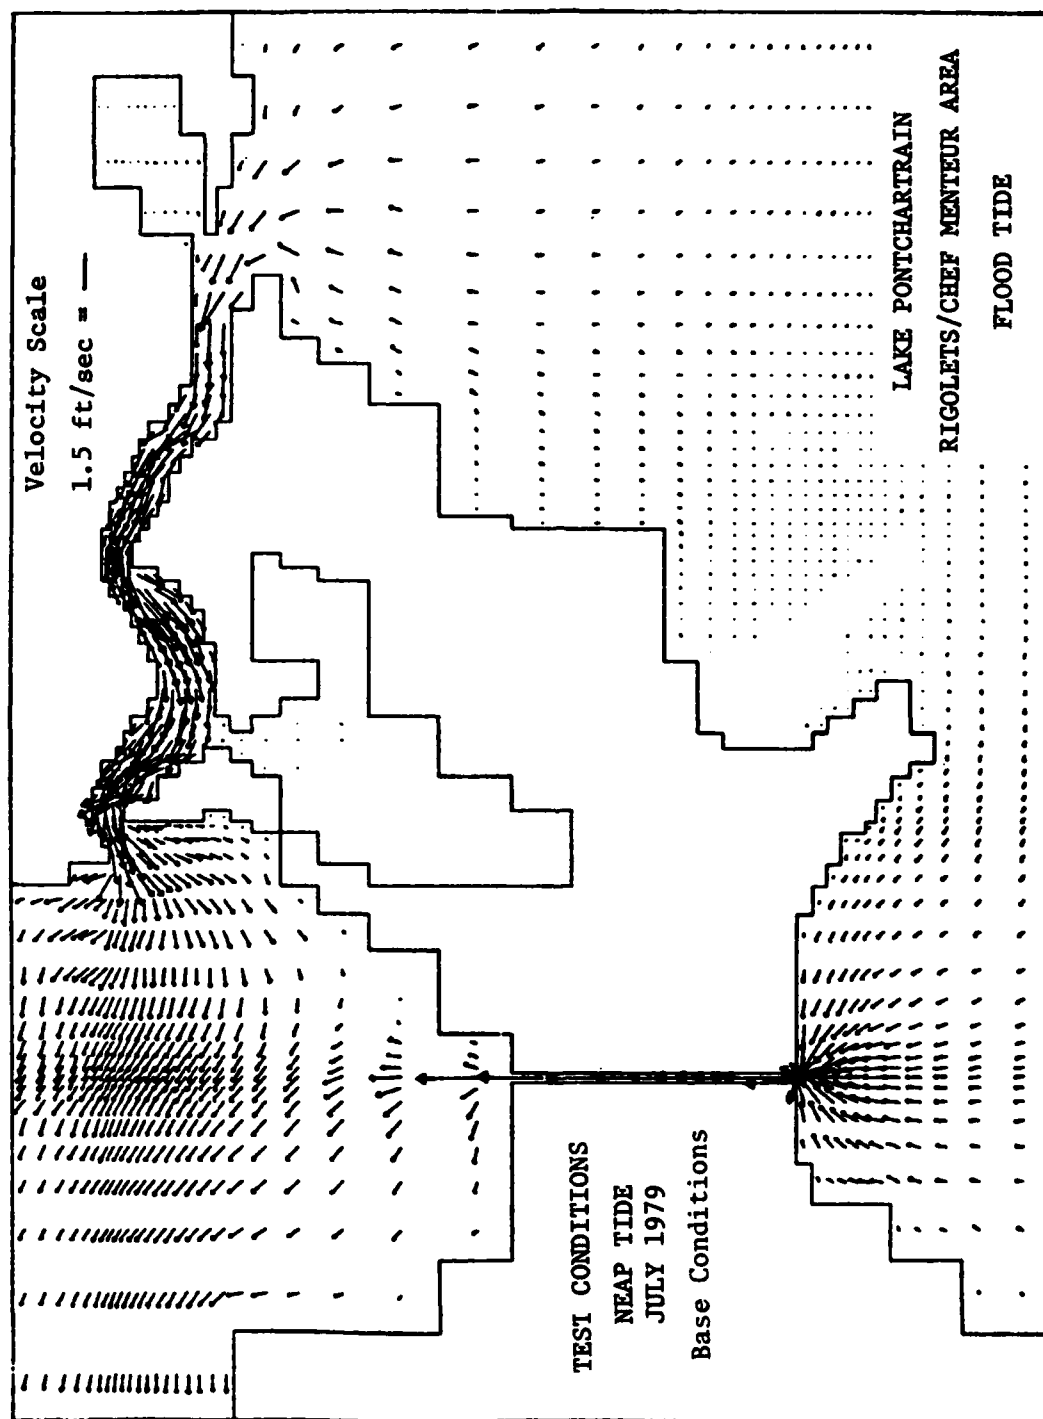 Velocity Scale
1.5 ft/sec =
TEST CONDITIONS
NEAP TIDE
JULY 1979
Base Conditions
LAKE PONTCHARTRAIN
RIGOLETS/CHEF MENTEUR AREA
FLOOD TIDE